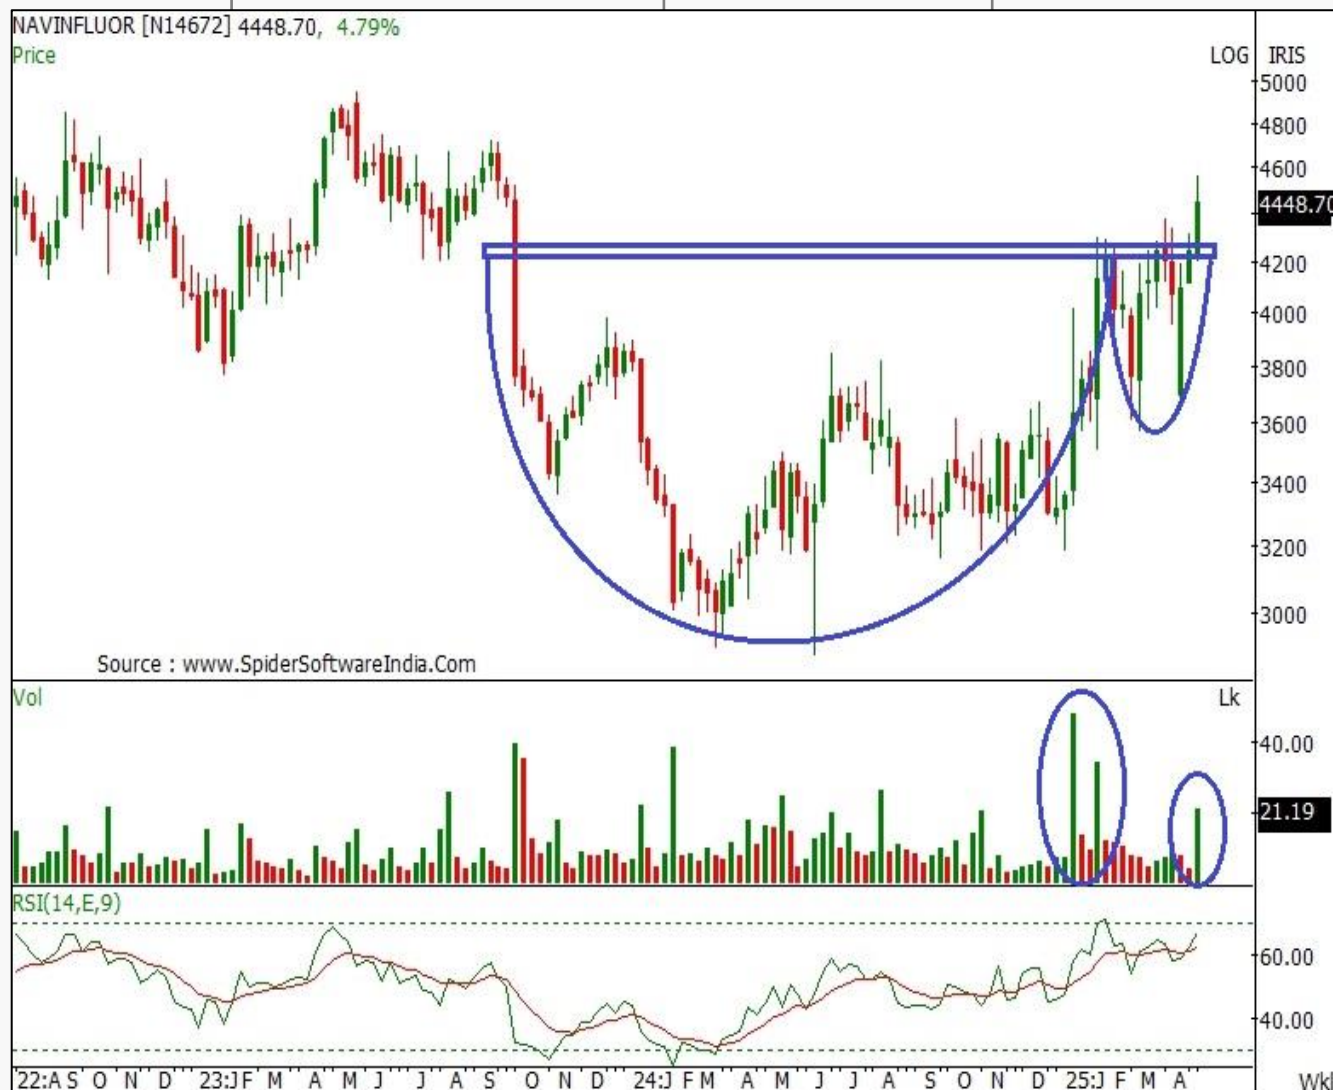 NAVINFLUOR [N14672] 4448.70, 4.79%
Price
LOG IRIS
5000
4800
4600
4448.70
4200
4000
3800
3600
3400
3200
3000
Source : www.SpiderSoftwareIndia.Com
Vol
Lk
40.00
21.19
RSI(14,E,9)
60.00
40.00
22:A S O N D 23:J F M A M J J A S O N D 24:J F M A M J J A S O N D 25:J F M A Wkl